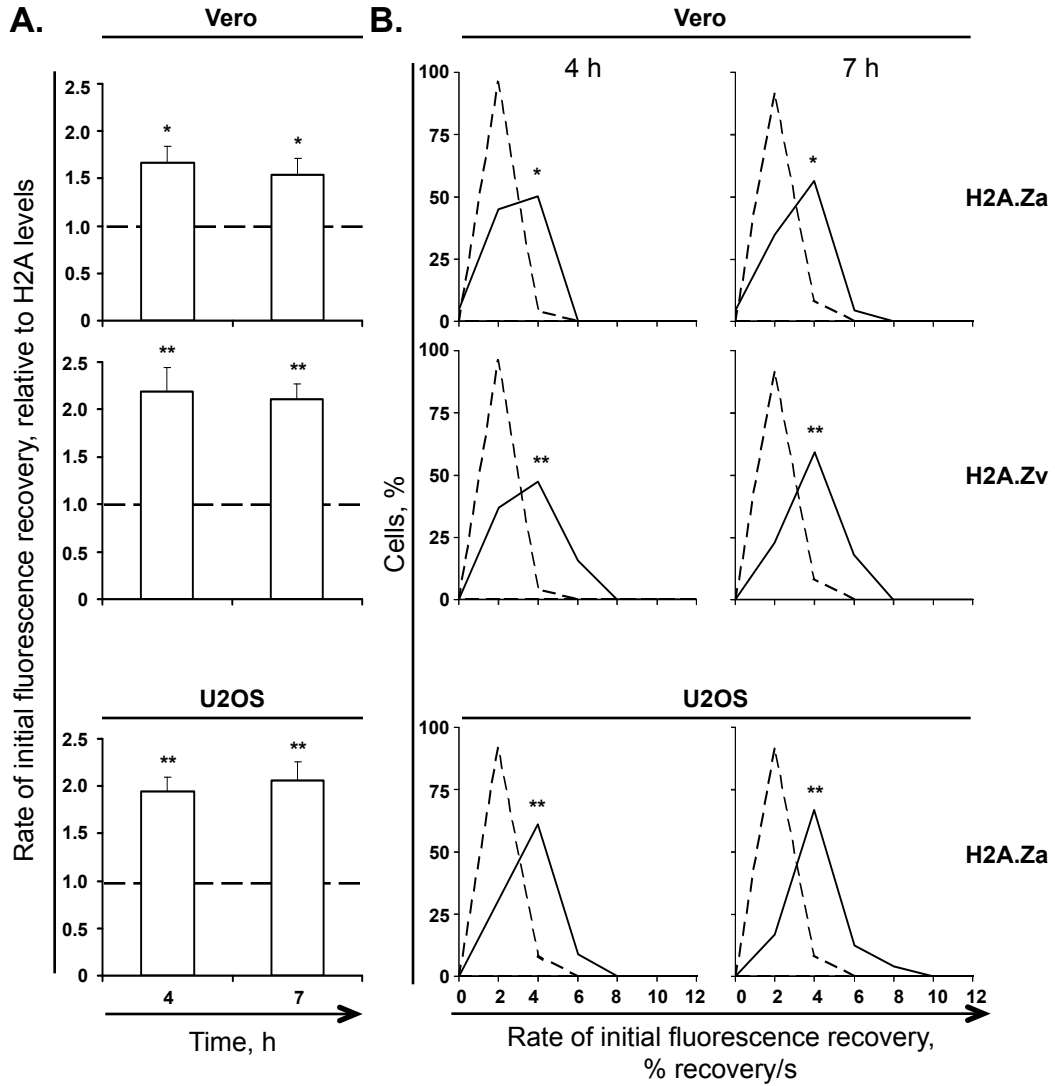 A.
Vero
Rate of initial fluorescence recovery, relative to H2A levels
2.5
2.0
1.5
1.0
0.5
0
*
*
2.5
2.0
1.5
1.0
0.5
0
**
**
U2OS
2.5
2.0
1.5
1.0
0.5
0
**
**
4
7
Time, h
B.
Vero
4 h
7 h
Cells, %
100
75
50
25
0
*
*
H2A.Za
100
75
50
25
0
**
**
H2A.Zv
U2OS
100
75
50
25
0
**
**
H2A.Za
0 2 4 6 8 10 12
0 2 4 6 8 10 12
Rate of initial fluorescence recovery,
% recovery/s